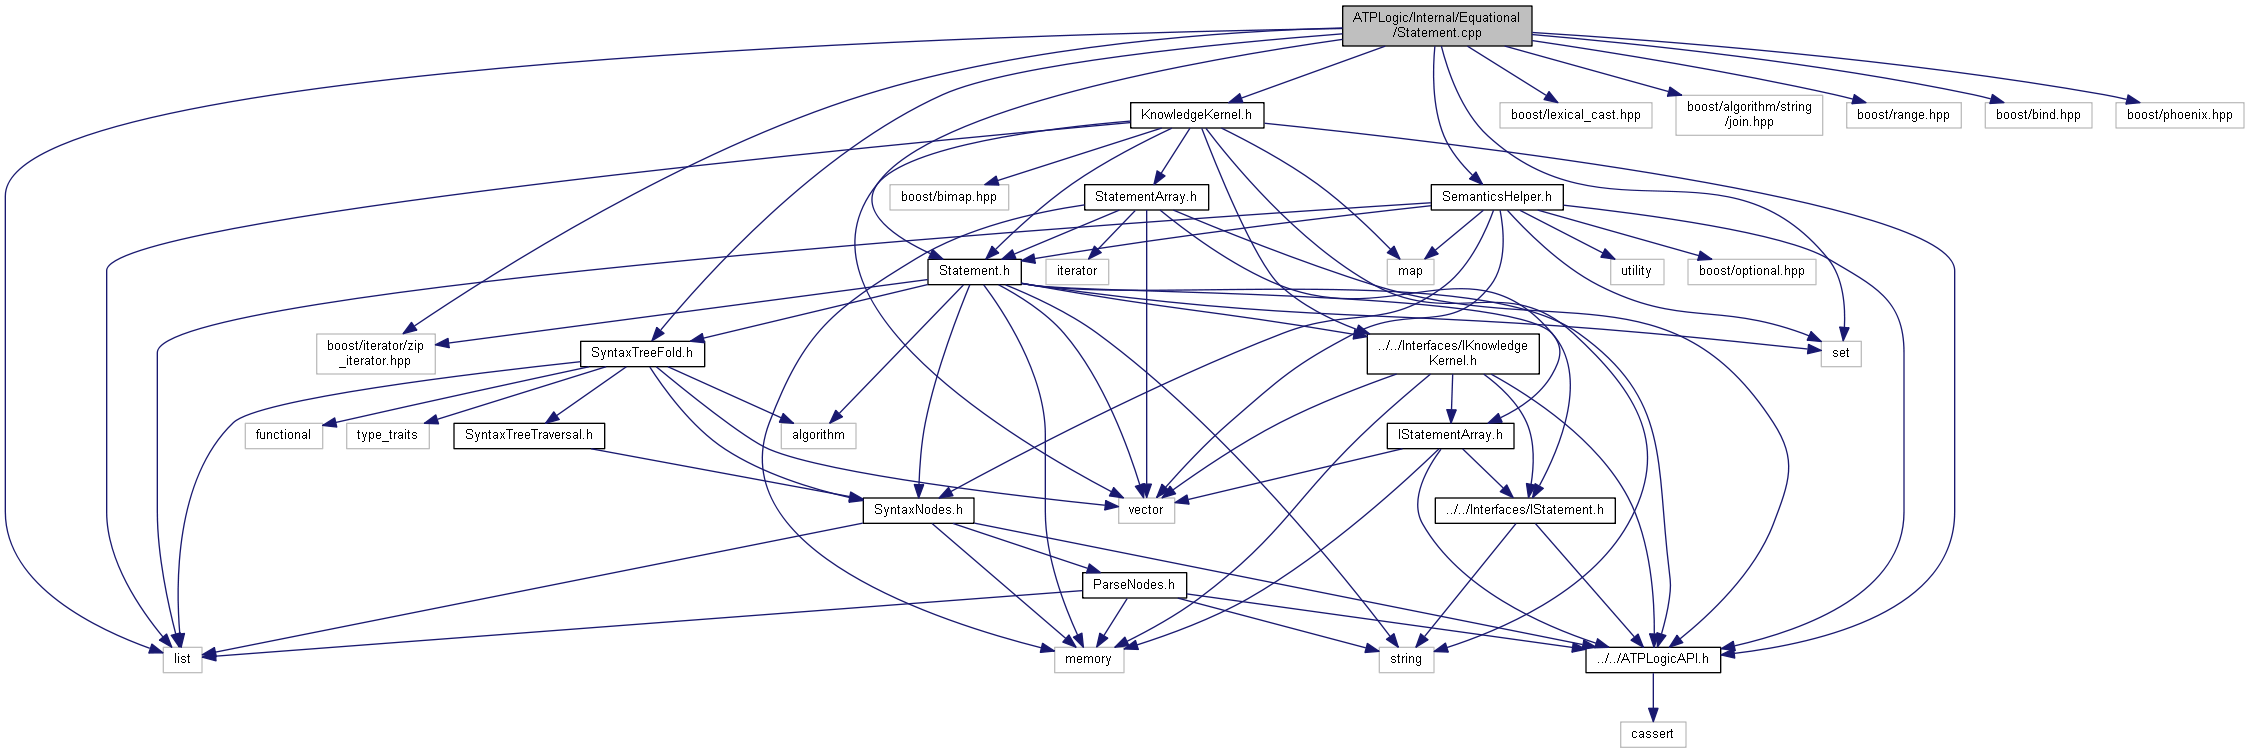 ATPLogic/Internal/Equational
/Statement.cpp
KnowledgeKernel.h
boost/lexical_cast.hpp
boost/algorithm/string
/join.hpp
boost/range.hpp
boost/bind.hpp
boost/phoenix.hpp
boost/bimap.hpp
StatementArray.h
SemanticsHelper.h
Statement.h
iterator
map
utility
boost/optional.hpp
boost/iterator/zip
_iterator.hpp
SyntaxTreeFold.h
../../Interfaces/IKnowledge
Kernel.h
set
functional
type_traits
SyntaxTreeTraversal.h
algorithm
IStatementArray.h
SyntaxNodes.h
vector
../../Interfaces/IStatement.h
ParseNodes.h
list
memory
string
../../ATPLogicAPI.h
cassert